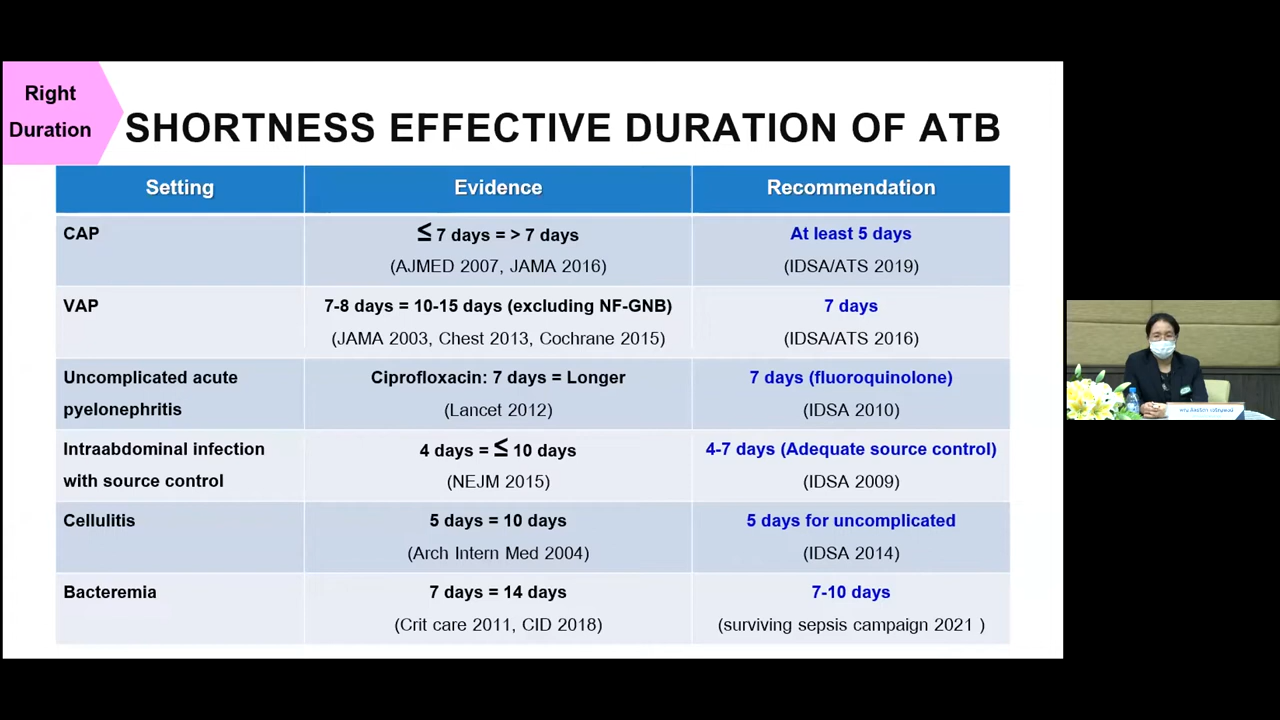 Right
Duration
SHORTNESS EFFECTIVE DURATION OF ATB
Setting
Evidence
Recommendation
CAP
≤ 7 days = > 7 days
(AJMED 2007, JAMA 2016)
At least 5 days
(IDSA/ATS 2019)
VAP
7-8 days = 10-15 days (excluding NF-GNB)
(JAMA 2003, Chest 2013, Cochrane 2015)
7 days
(IDSA/ATS 2016)
Uncomplicated acute
pyelonephritis
Ciprofloxacin: 7 days = Longer
(Lancet 2012)
7 days (fluoroquinolone)
(IDSA 2010)
Intraabdominal infection
with source control
4 days = ≤ 10 days
(NEJM 2015)
4-7 days (Adequate source control)
(IDSA 2009)
Cellulitis
5 days = 10 days
(Arch Intern Med 2004)
5 days for uncomplicated
(IDSA 2014)
Bacteremia
7 days = 14 days
(Crit care 2011, CID 2018)
7-10 days
(surviving sepsis campaign 2021 )